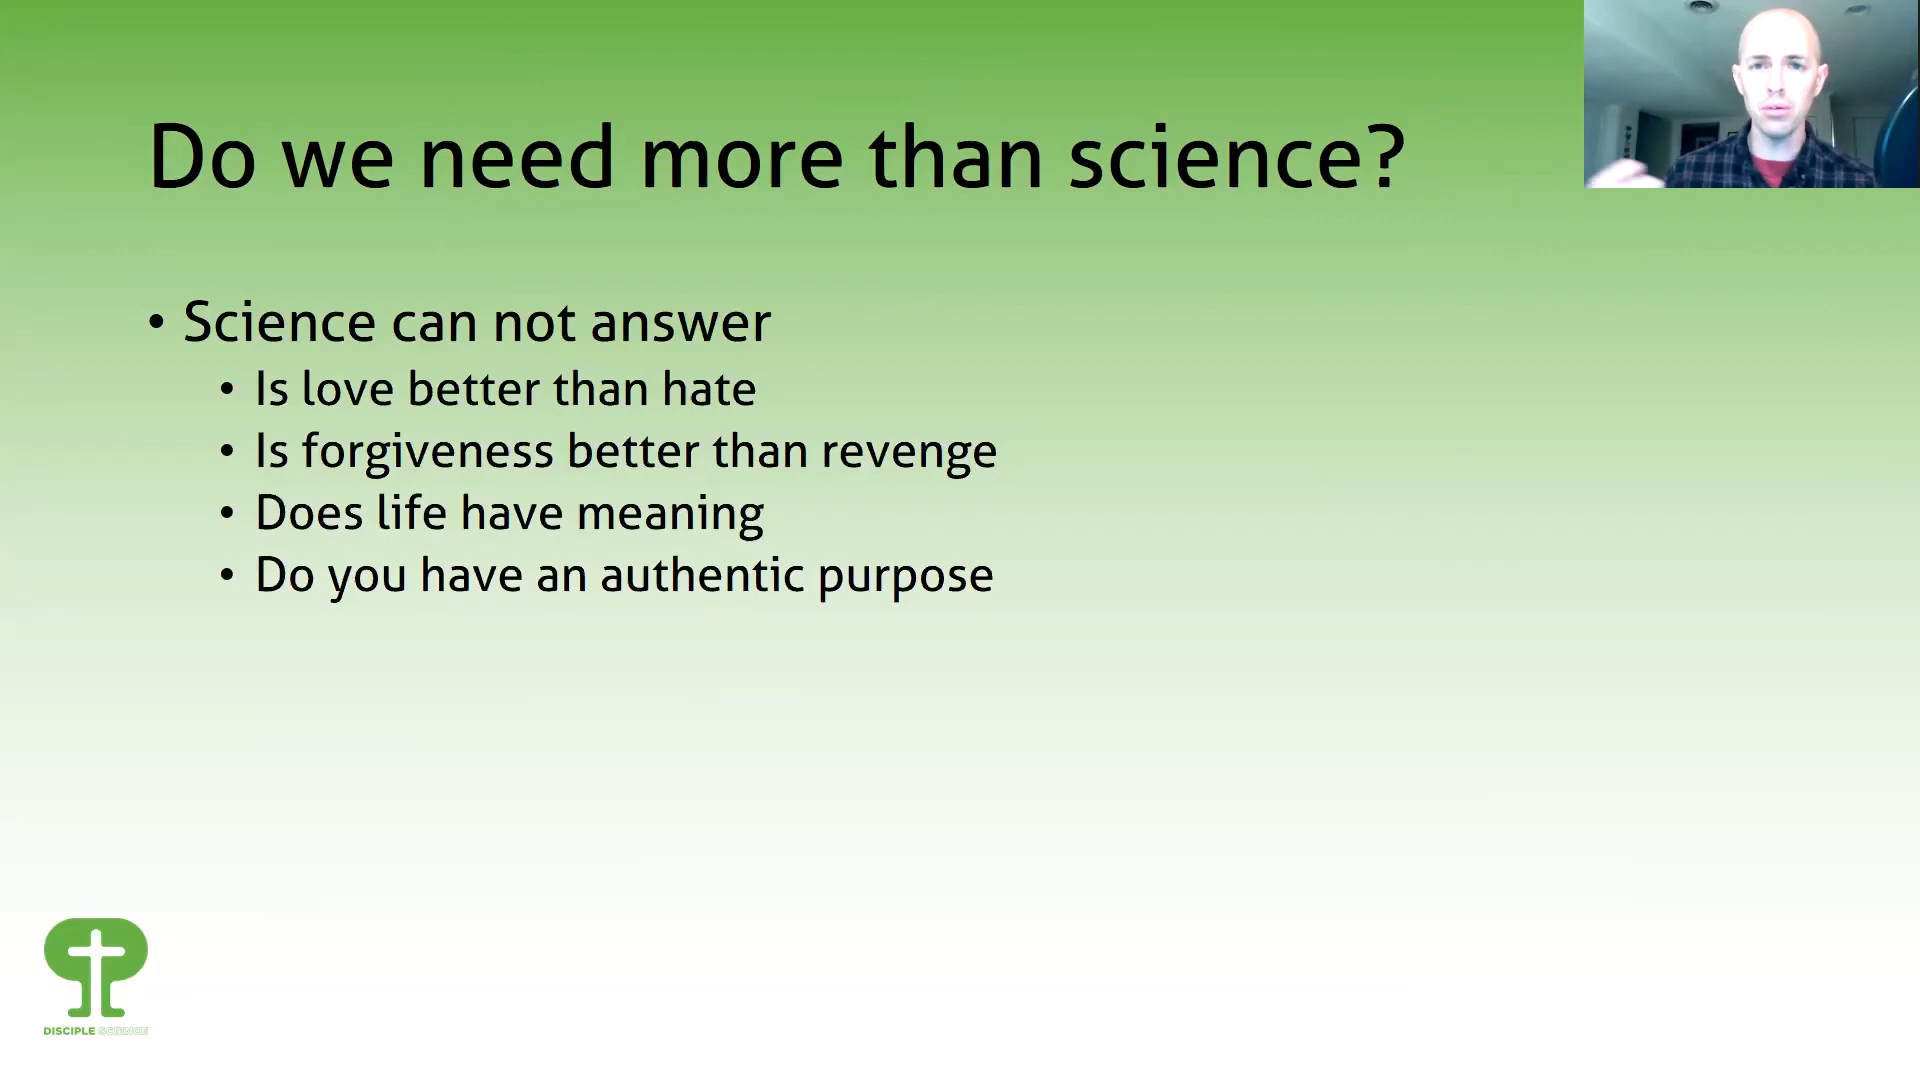 Do we need more than science?
• Science can not answer
• Is love better than hate
• Is forgiveness better than revenge
• Does life have meaning
• Do you have an authentic purpose
DISCIPLE SCIENCE